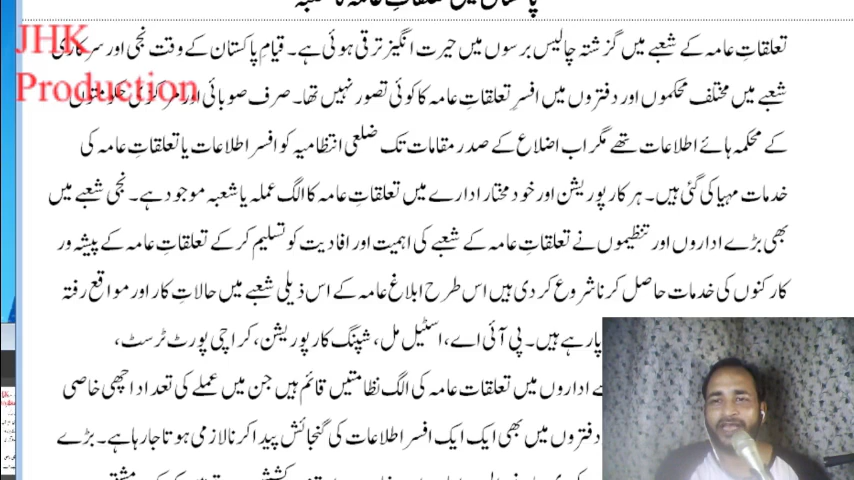 پاکستان میں تعلقاتِ عامہ کا شعبہ
تعلقاتِ عامہ کے شعبے میں گزشتہ چالیس برسوں میں حیرت انگیز ترقی ہوئی ہے۔ قیامِ پاکستان کے وقت نجی اور سرکاری
شعبے میں مختلف محکموں اور دفتروں میں افسرِ تعلقاتِ عامہ کا کوئی تصور نہیں تھا۔ صرف صوبائی اور مرکزی حکومتوں
کے محکمہ ہائے اطلاعات تھے مگر اب اضلاع کے صدر مقامات تک ضلعی انتظامیہ کو افسر اطلاعات یا تعلقاتِ عامہ کی
خدمات مہیا کی گئی ہیں۔ ہر کارپوریشن اور خود مختار ادارے میں تعلقاتِ عامہ کا الگ عملہ یا شعبہ موجود ہے۔ نجی شعبے میں
بھی بڑے اداروں اور تنظیموں نے تعلقاتِ عامہ کے شعبے کی اہمیت اور افادیت کو تسلیم کر کے تعلقاتِ عامہ کے پیشہ ور
کارکنوں کی خدمات حاصل کرنا شروع کر دی ہیں اس طرح ابلاغ عامہ کے اس ذیلی شعبے میں حالاتِ کار اور مواقع رفتہ
پا رہے ہیں۔ پی آئی اے، اسٹیل مل، شپنگ کارپوریشن، کراچی پورٹ ٹرسٹ،
اداروں میں تعلقات عامہ کی الگ نظامتیں قائم ہیں جن میں عملے کی تعداد اچھی خاصی
دفتروں میں بھی ایک ایک افسر اطلاعات کی گنجائش پیدا کرنا لازمی ہوتا جا رہا ہے۔ بڑے
JHK
Production